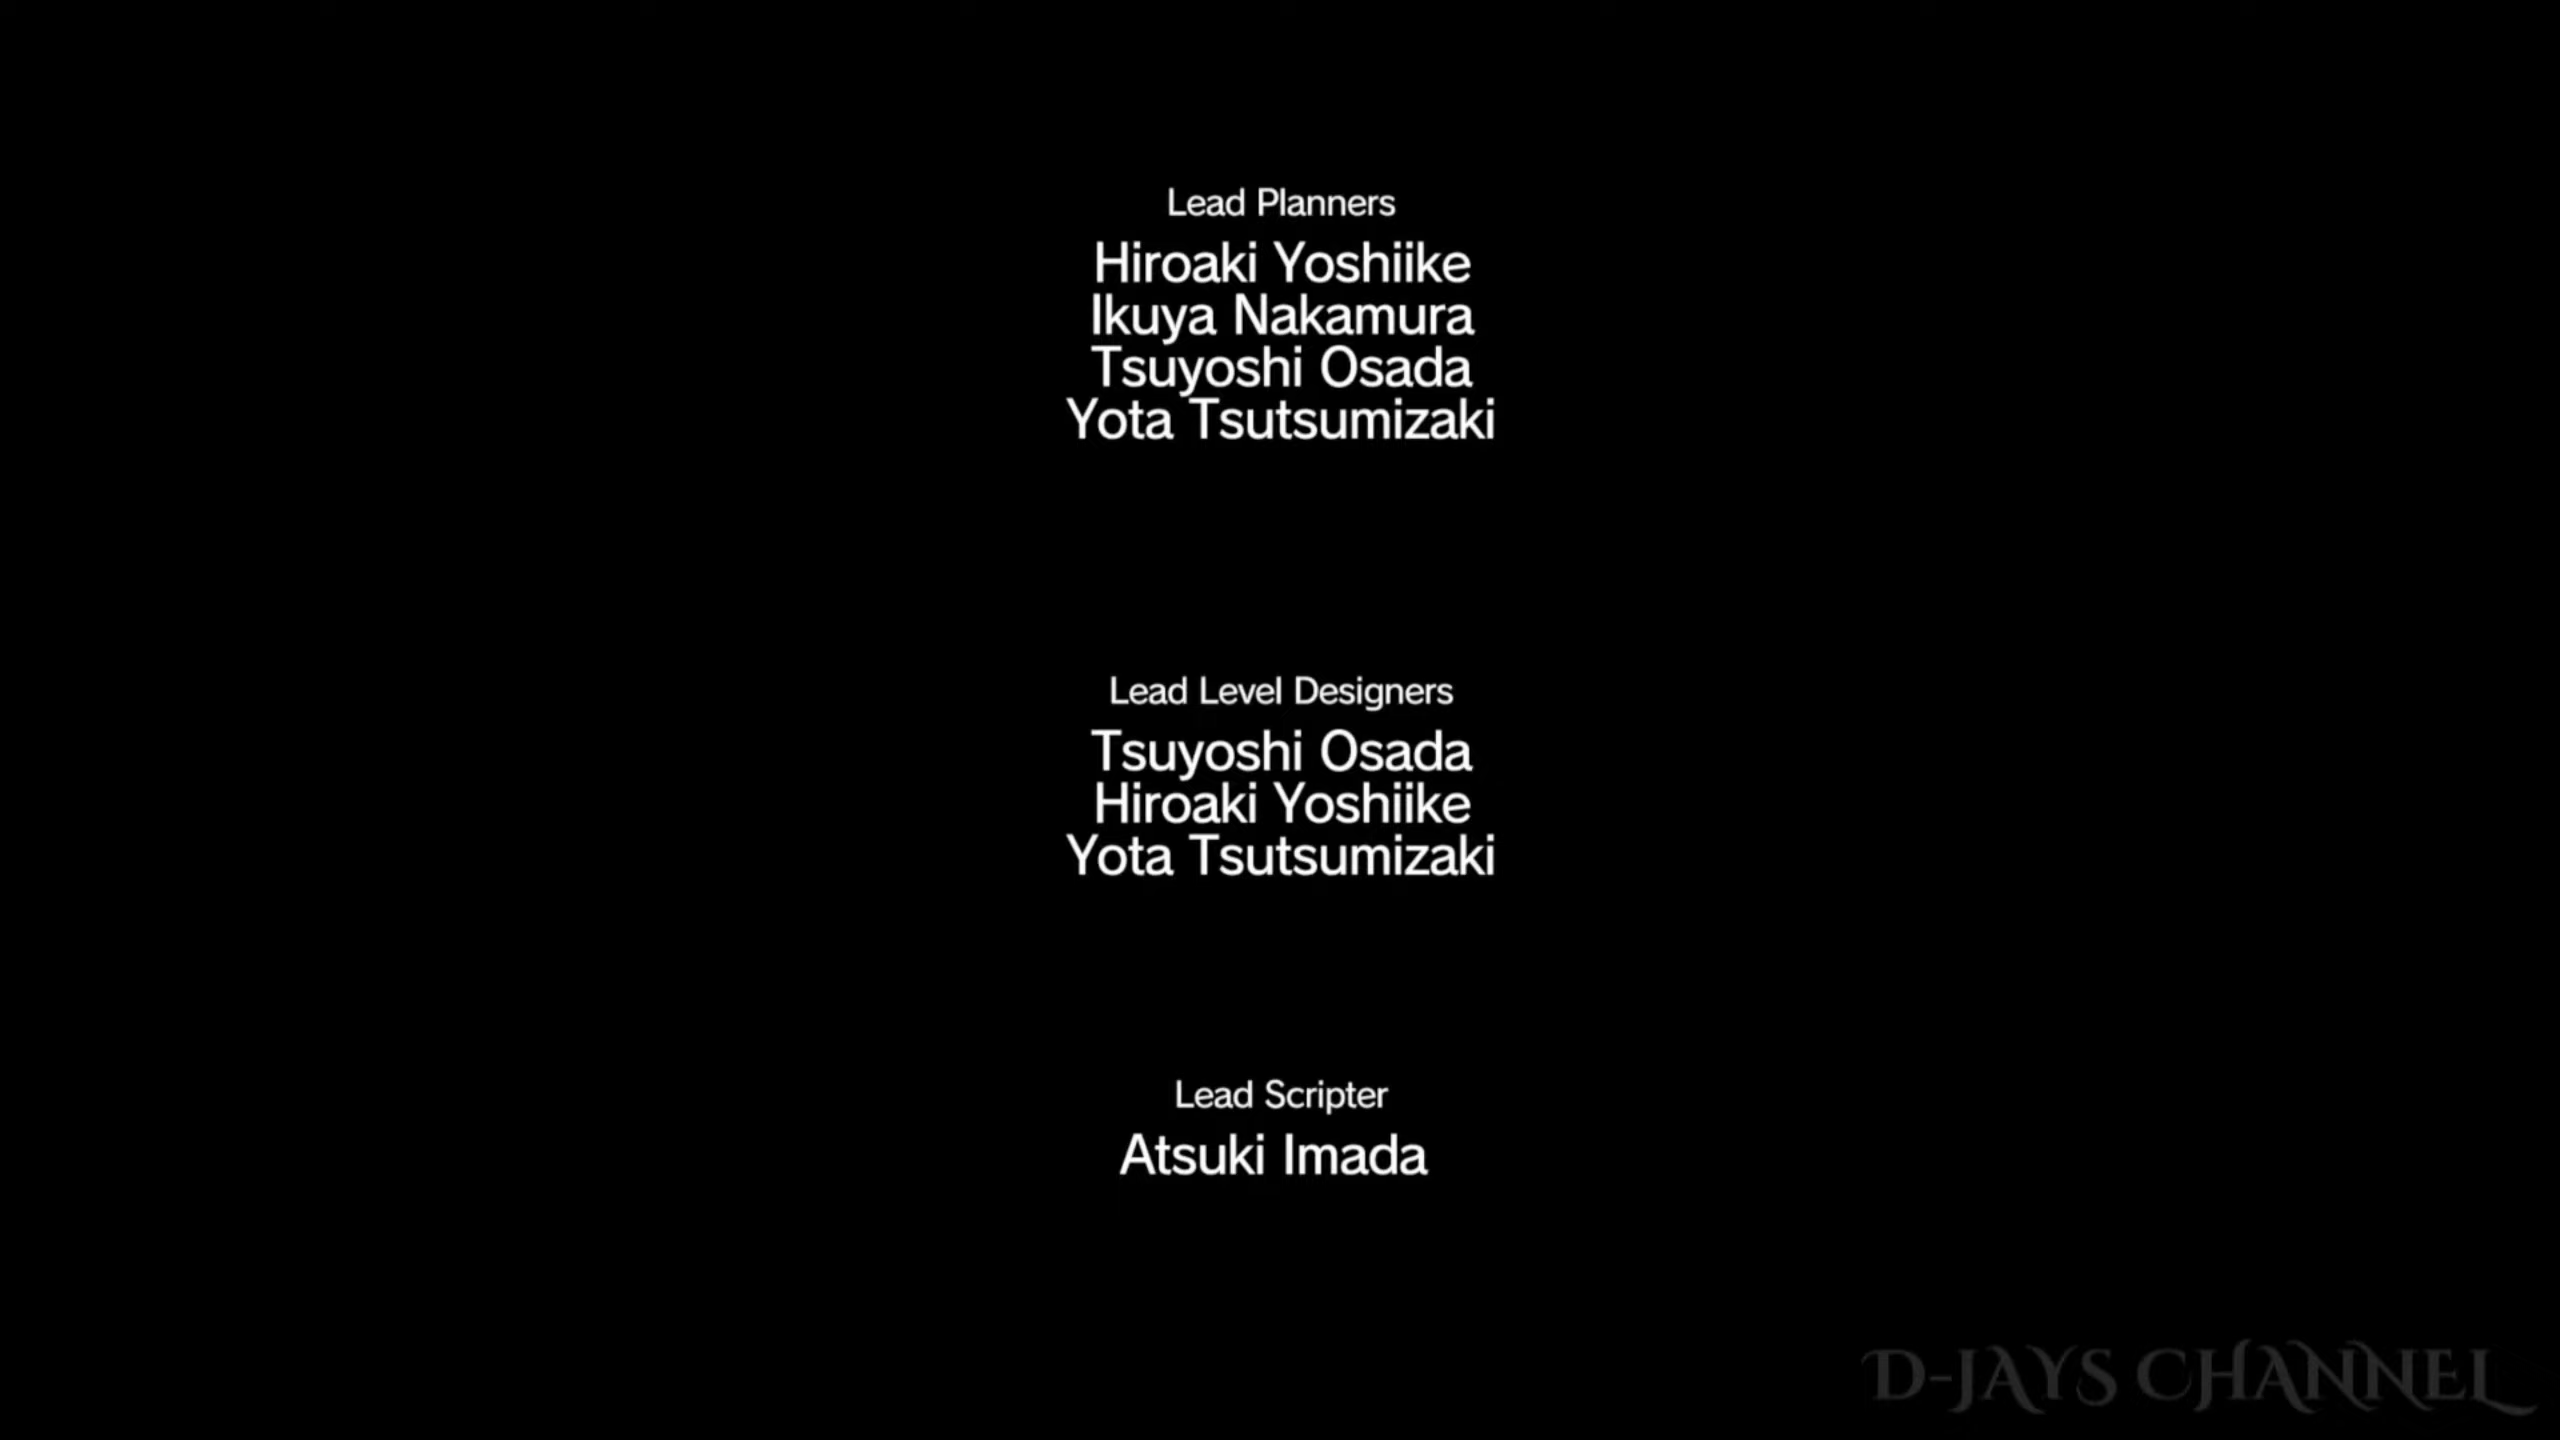 Lead Planners
Hiroaki Yoshiike
Ikuya Nakamura
Tsuyoshi Osada
Yota Tsutsumizaki
Lead Level Designers
Tsuyoshi Osada
Hiroaki Yoshiike
Yota Tsutsumizaki
Lead Scripter
Atsuki Imada
D-JAYS CHANNEL